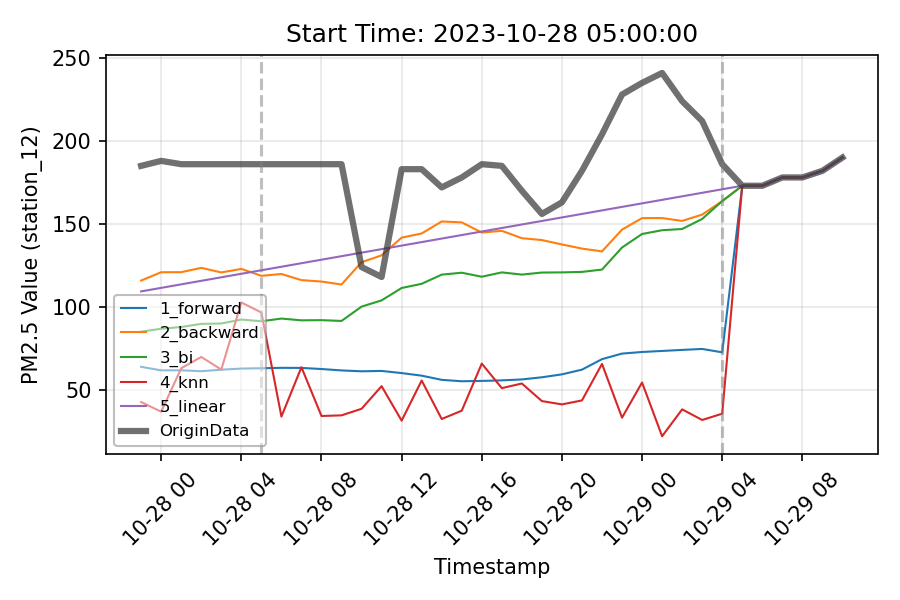 Start Time: 2023-10-28 05:00:00
PM2.5 Value (station_12)
250
200
150
100
50
1_forward
2_backward
3_bi
4_knn
5_linear
OriginData
10-28 00
10-28 04
10-28 08
10-28 12
10-28 16
10-28 20
10-29 00
10-29 04
10-29 08
Timestamp